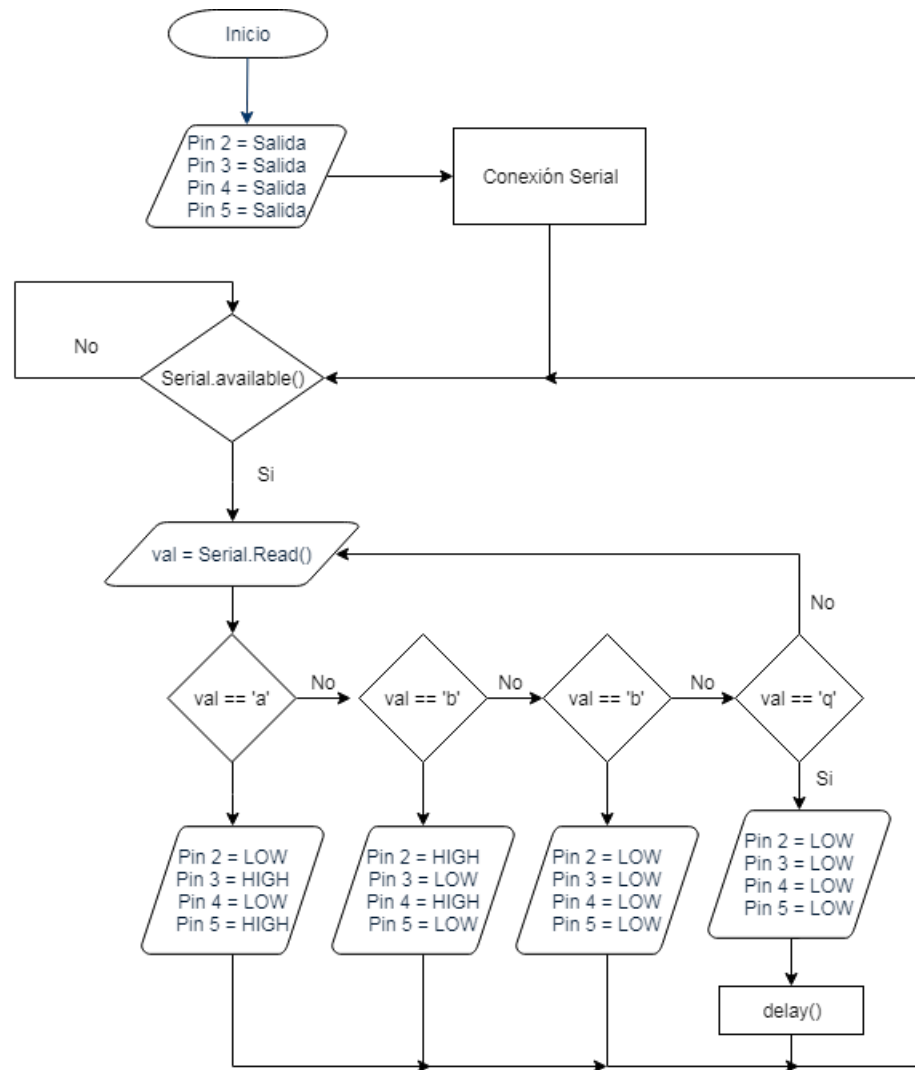 Inicio
Pin 2 = Salida
Pin 3 = Salida
Pin 4 = Salida
Pin 5 = Salida
Conexión Serial
No
Serial.available()
Si
val = Serial.Read()
No
val == 'a'
No
val == 'b'
No
val == 'b'
No
val == 'q'
Si
Pin 2 = LOW
Pin 3 = HIGH
Pin 4 = LOW
Pin 5 = HIGH
Pin 2 = HIGH
Pin 3 = LOW
Pin 4 = HIGH
Pin 5 = LOW
Pin 2 = LOW
Pin 3 = LOW
Pin 4 = LOW
Pin 5 = LOW
Pin 2 = LOW
Pin 3 = LOW
Pin 4 = LOW
Pin 5 = LOW
delay()